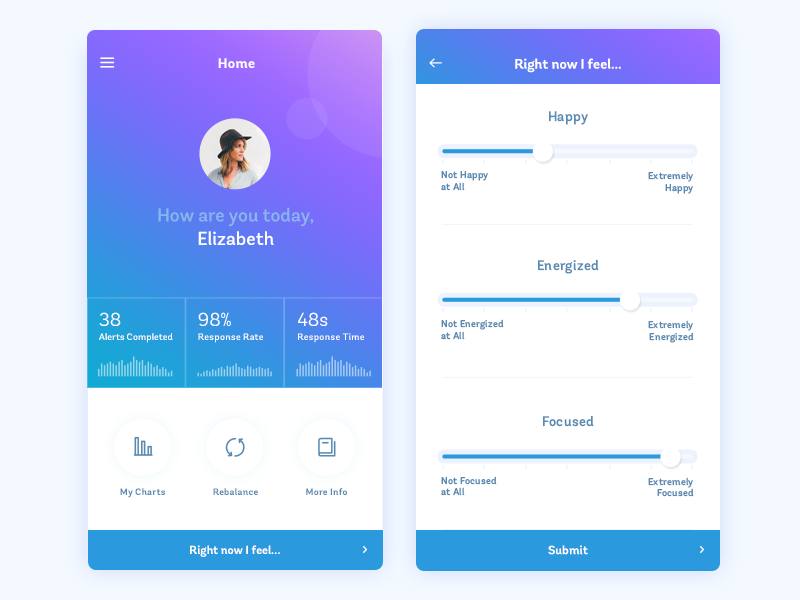 Home
How are you today,
Elizabeth
38
Alerts Completed
98%
Response Rate
48s
Response Time
My Charts
Rebalance
More Info
Right now I feel...
Right now I feel...
Happy
Not Happy
at All
Extremely
Happy
Energized
Not Energized
at All
Extremely
Energized
Focused
Not Focused
at All
Extremely
Focused
Submit